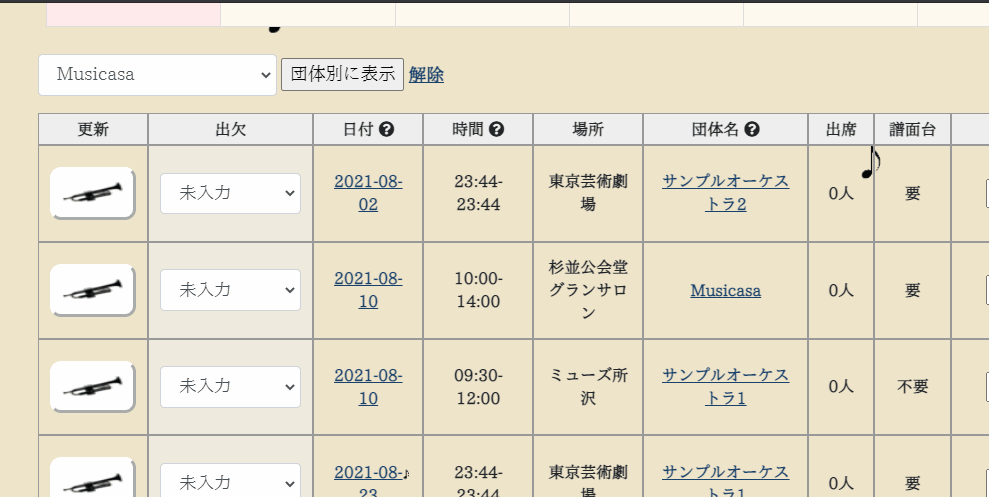 Musicasa 団体別に表示 解除
更新 出欠 日付 時間 場所 団体名 出席 譜面台
未入力 2021-08-02 23:44-23:44 東京芸術劇場 サンプルオーケストラ2 0人 要
未入力 2021-08-10 10:00-14:00 杉並公会堂グランサロン Musicasa 0人 要
未入力 2021-08-10 09:30-12:00 ミューズ所沢 サンプルオーケストラ1 0人 不要
未入力 2021-08-23 23:44-23:44 東京芸術劇場 サンプルオーケストラ1 0人 要